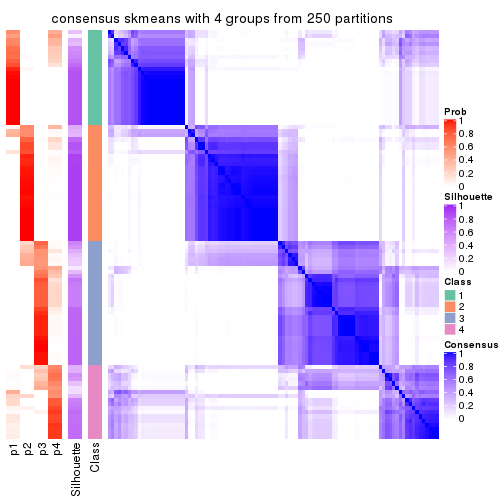 consensus skmeans with 4 groups from 250 partitions
Prob
1
0.8
0.6
0.4
0.2
0
Silhouette
1
0.8
0.6
0.4
0.2
0
Class
1
2
3
4
Consensus
1
0.8
0.6
0.4
0.2
0
p1
p2
p3
p4
Silhouette
Class